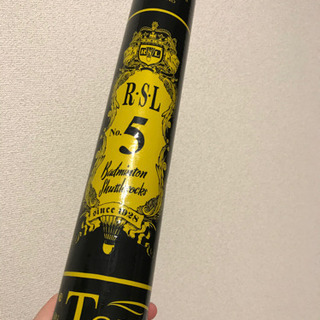 RSL
R·S·L
No. 5
Badminton
Shuttlecocks
since 1928